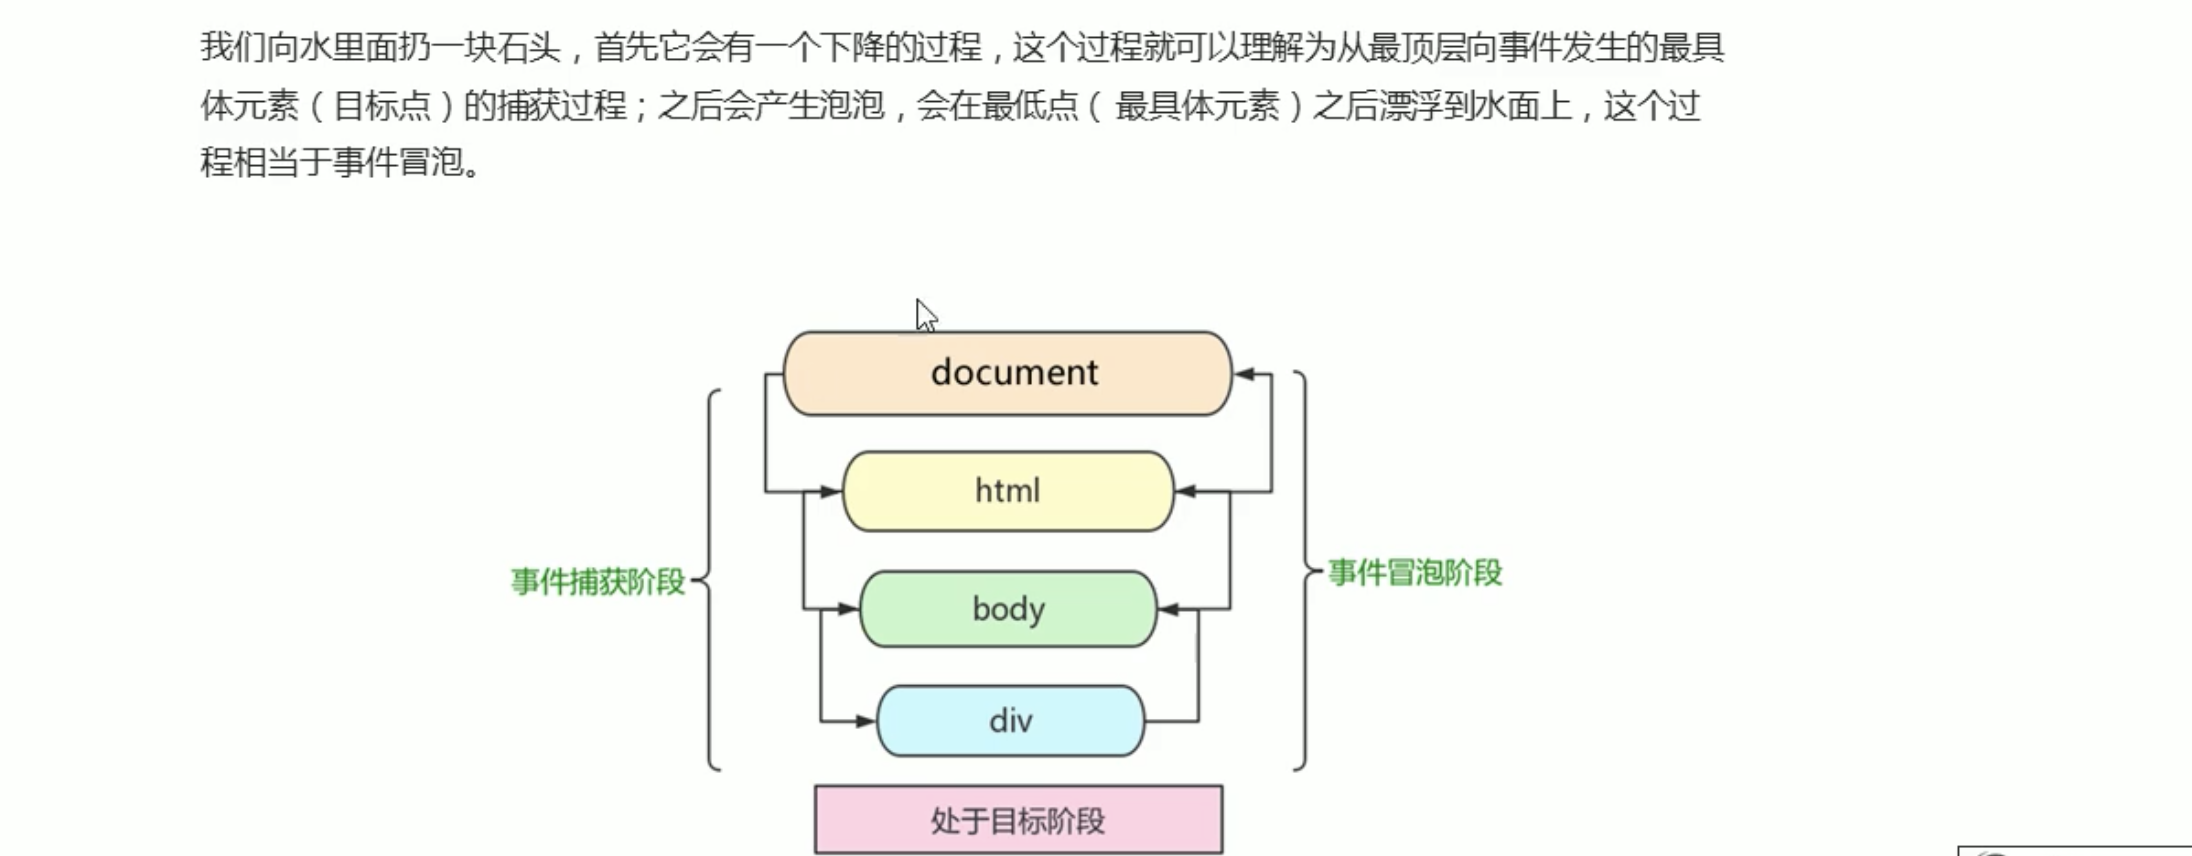 我们向水里面扔一块石头，首先它会有一个下降的过程，这个过程就可以理解为从最顶层向事件发生的最具
体元素（目标点）的捕获过程；之后会产生泡泡，会在最低点（ 最具体元素）之后漂浮到水面上，这个过
程相当于事件冒泡。
document
html
事件捕获阶段
事件冒泡阶段
body
div
处于目标阶段